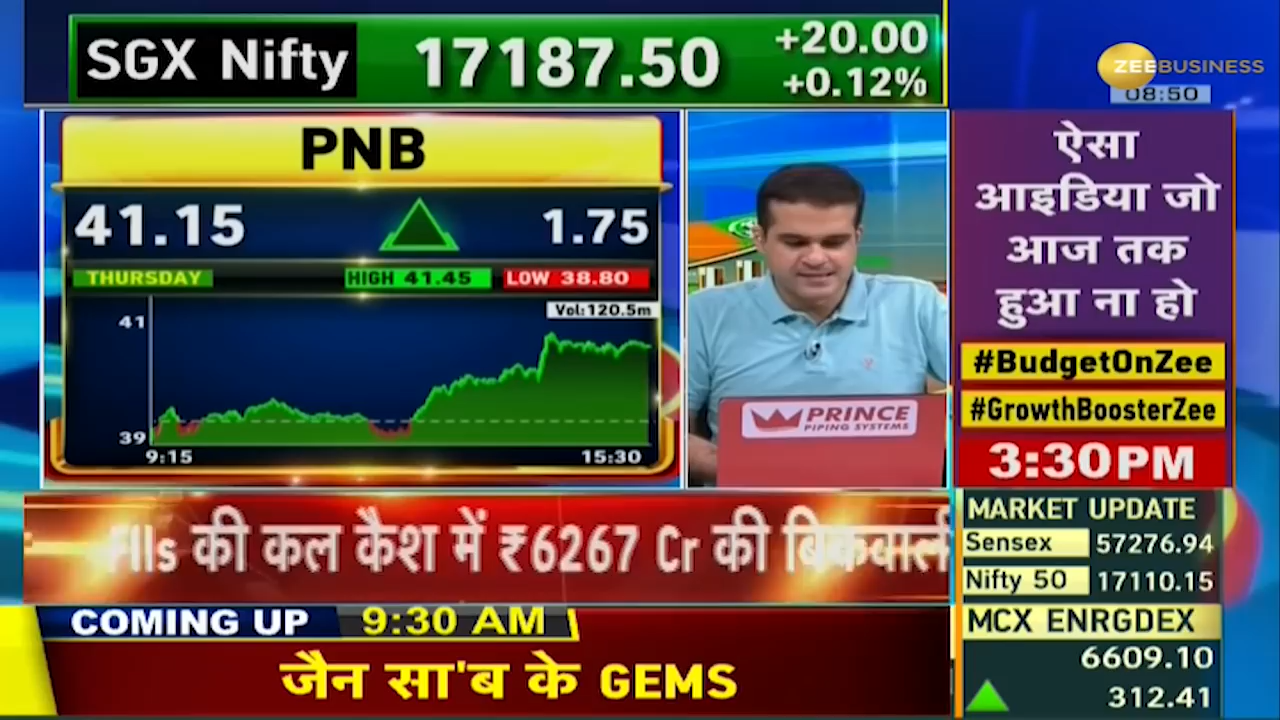 SGX Nifty 17187.50 +20.00
+0.12%
ZEEBUSINESS
08:50
PNB
41.15 1.75
THURSDAY HIGH 41.45 LOW 38.80
Vol:120.5m
41
39
9:15 15:30
PRINCE
PIPING SYSTEMS
ऐसा
आइडिया जो
आज तक
हुआ ना हो
#BudgetOnZee
#GrowthBoosterZee
3:30PM
FIIs की कल कैश में ₹6267 Cr की बिकवाली
MARKET UPDATE
Sensex 57276.94
Nifty 50 17110.15
MCX ENRGDEX
6609.10
312.41
COMING UP 9:30 AM
जैन सा'ब के GEMS